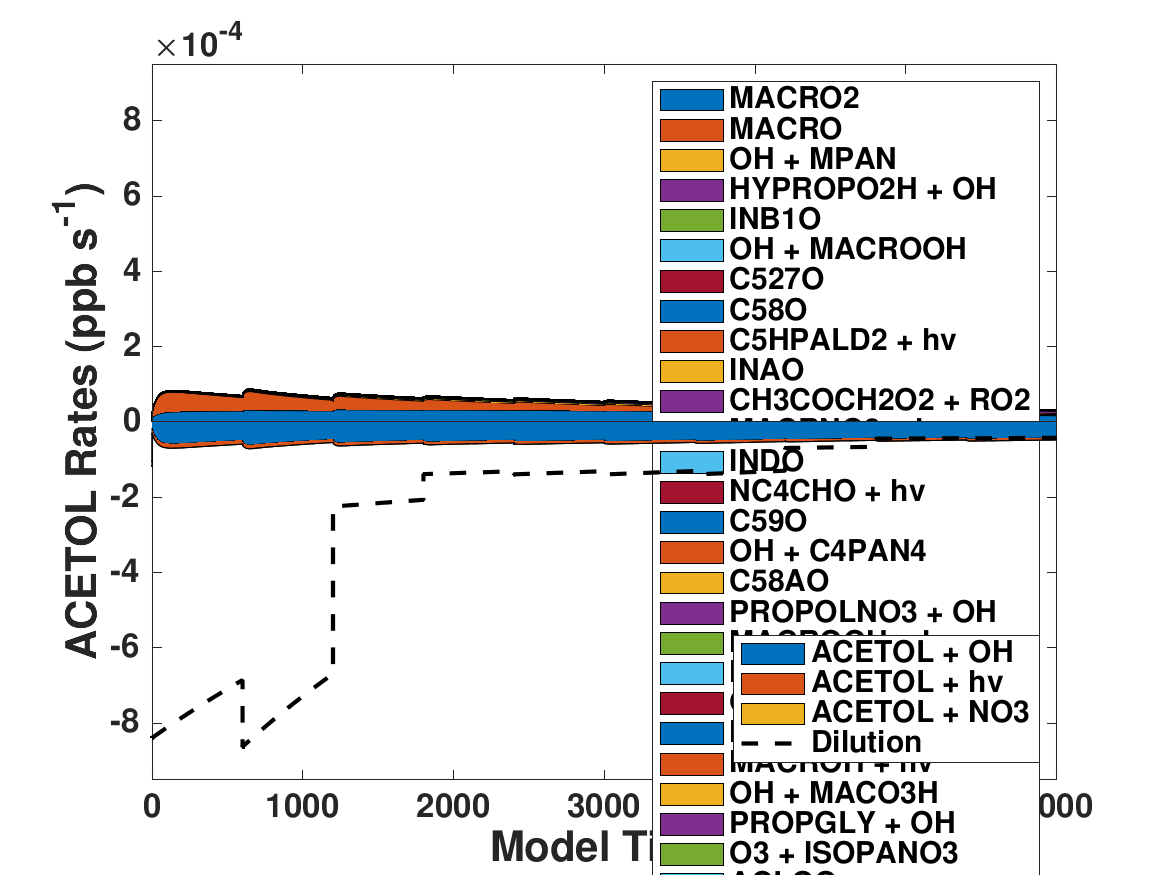 ×10-4
8
6
4
2
0
-2
-4
-6
-8
ACETOL Rates (ppb s-1)
0
1000
2000
3000
000
Model Ti
MACRO2
MACRO
OH + MPAN
HYPROPO2H + OH
INB1O
OH + MACROOH
C527O
C58O
C5HPALD2 + hv
INAO
CH3COCH2O2 + RO2
INDO
NC4CHO + hv
C59O
OH + C4PAN4
C58AO
PROPOLNO3 + OH
MACROH + hv
OH + MACO3H
PROPGLY + OH
O3 + ISOPANO3
ACETOL + OH
ACETOL + hv
ACETOL + NO3
Dilution